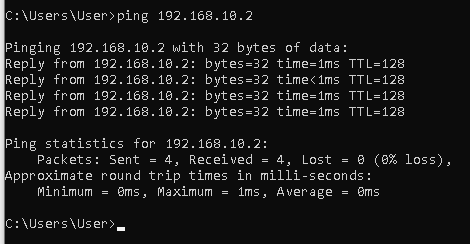 C:\Users\User>ping 192.168.10.2
Pinging 192.168.10.2 with 32 bytes of data:
Reply from 192.168.10.2: bytes=32 time=1ms TTL=128
Reply from 192.168.10.2: bytes=32 time<1ms TTL=128
Reply from 192.168.10.2: bytes=32 time=1ms TTL=128
Reply from 192.168.10.2: bytes=32 time=1ms TTL=128
Ping statistics for 192.168.10.2:
    Packets: Sent = 4, Received = 4, Lost = 0 (0% loss),
Approximate round trip times in milli-seconds:
    Minimum = 0ms, Maximum = 1ms, Average = 0ms
C:\Users\User>